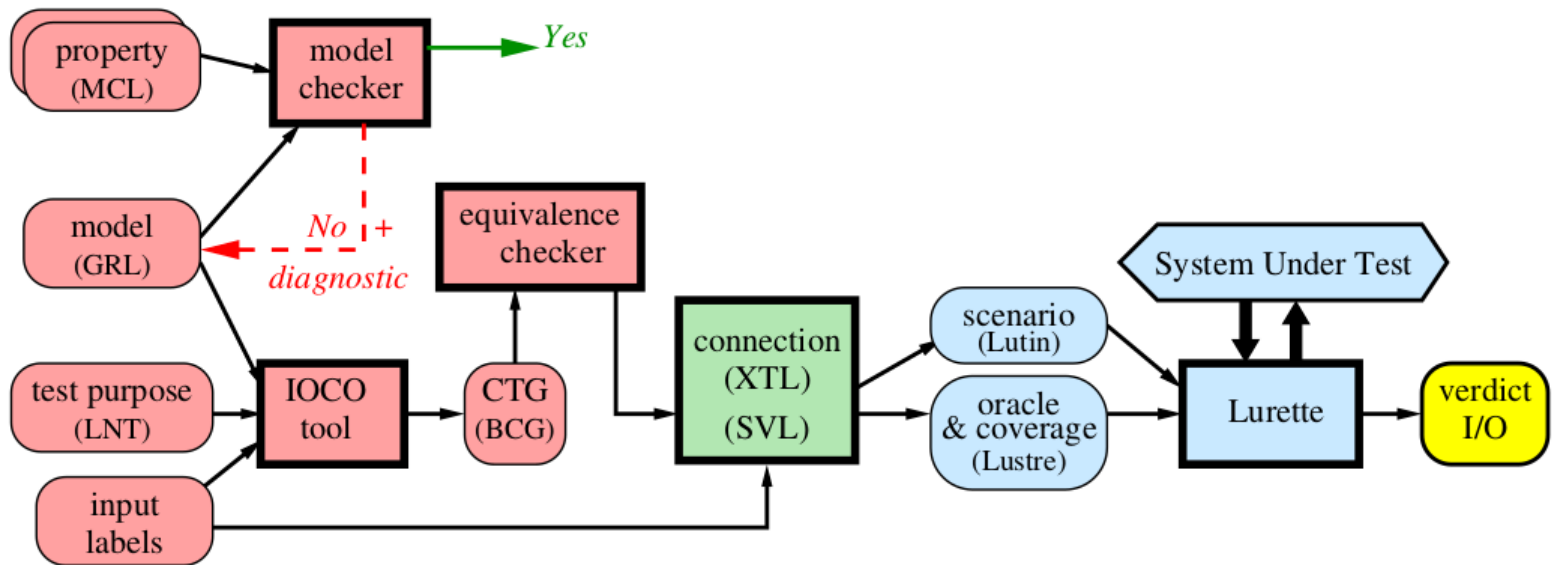 property
(MCL)
model
checker
Yes
model
(GRL)
No +
diagnostic
equivalence
checker
test purpose
(LNT)
IOCO
tool
CTG
(BCG)
input
labels
connection
(XTL)
(SVL)
scenario
(Lutin)
oracle
& coverage
(Lustre)
System Under Test
Lurette
verdict
I/O